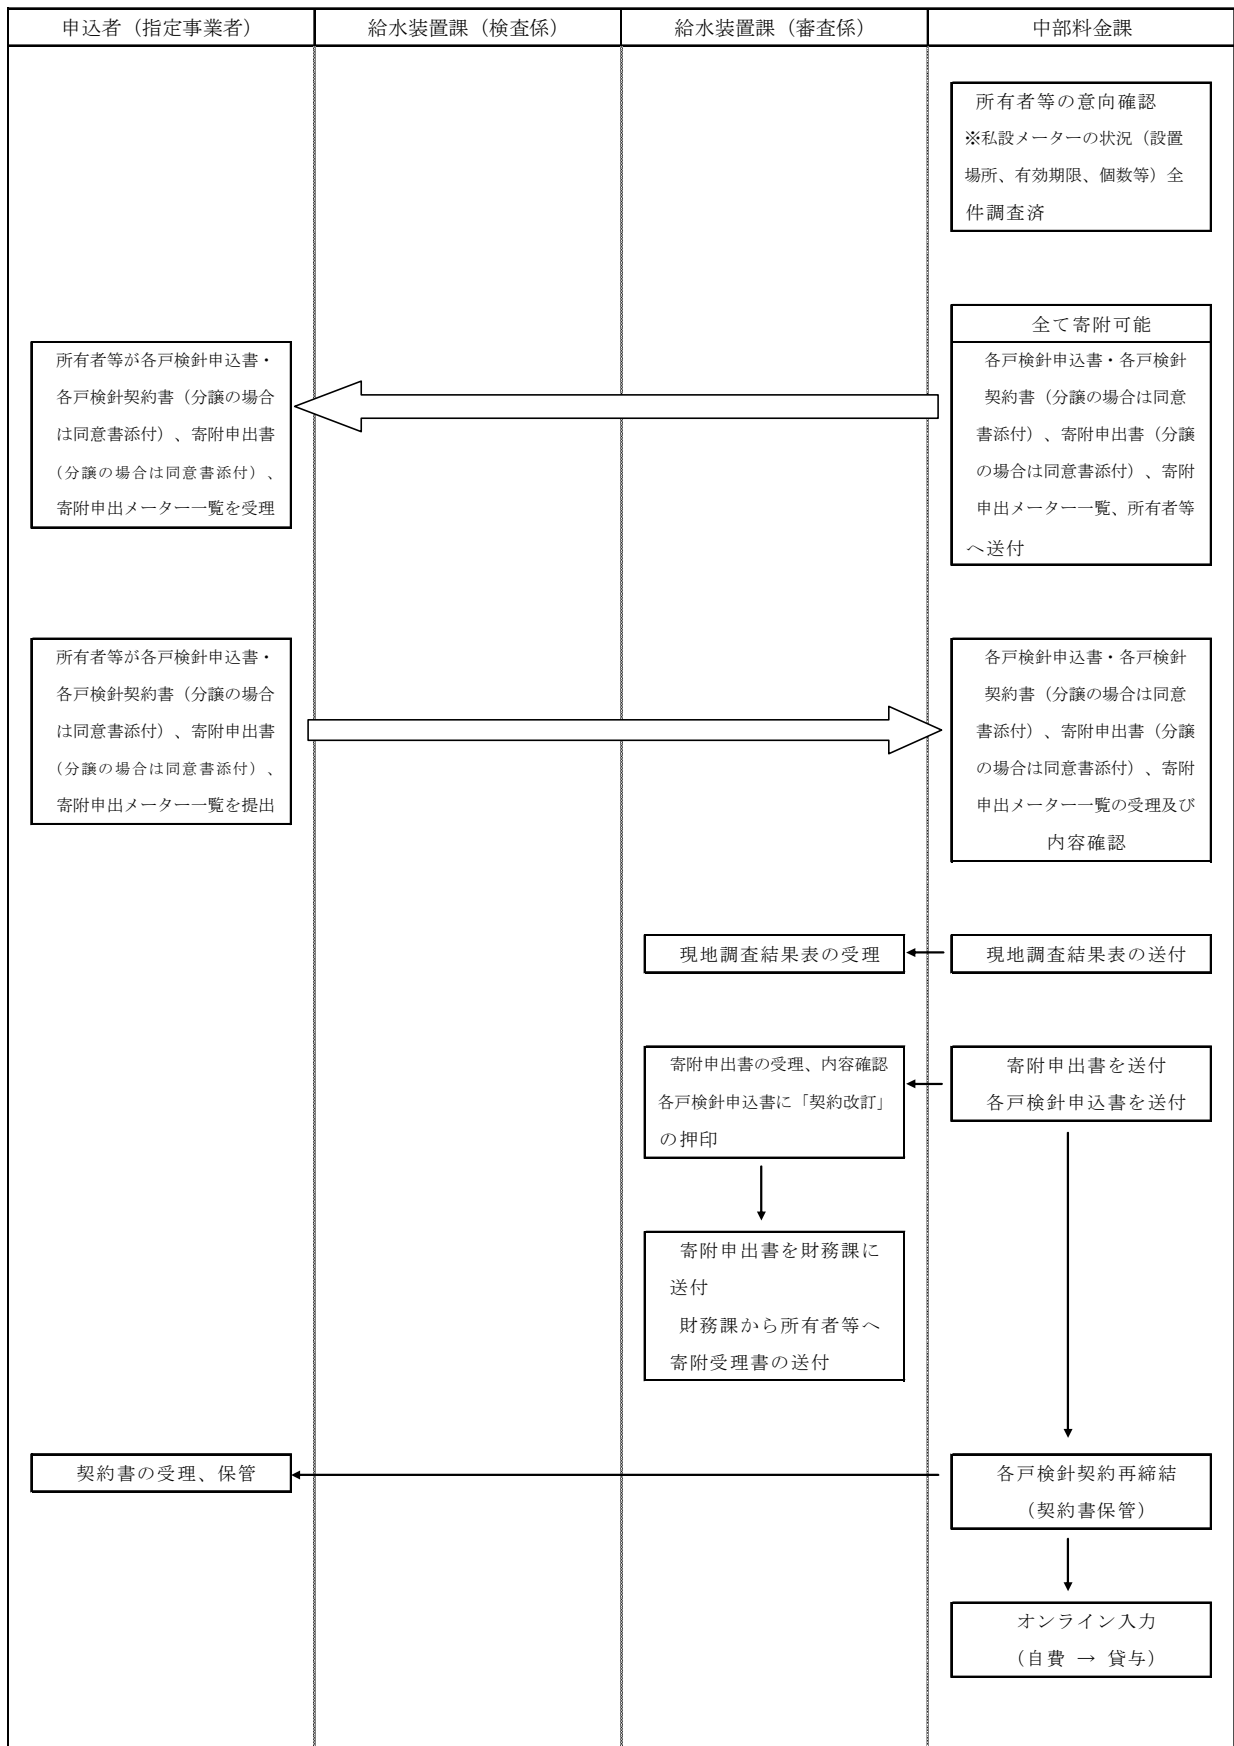 申込者（指定事業者）
給水装置課（検査係）
給水装置課（審査係）
中部料金課
所有者等の意向確認
※私設メーターの状況（設置
場所、有効期限、個数等）全
件調査済
全て寄附可能
各戸検針申込書・各戸検針
契約書（分譲の場合は同意
書添付）、寄附申出書（分譲
の場合は同意書添付）、寄附
申出メーター一覧、所有者等
へ送付
所有者等が各戸検針申込書・
各戸検針契約書（分譲の場合
は同意書添付）、寄附申出書
（分譲の場合は同意書添付）、
寄附申出メーター一覧を受理
所有者等が各戸検針申込書・
各戸検針契約書（分譲の場合
は同意書添付）、寄附申出書
（分譲の場合は同意書添付）、
寄附申出メーター一覧を提出
各戸検針申込書・各戸検針
契約書（分譲の場合は同意
書添付）、寄附申出書（分譲
の場合は同意書添付）、寄附
申出メーター一覧の受理及び
内容確認
現地調査結果表の受理
現地調査結果表の送付
寄附申出書の受理、内容確認
各戸検針申込書に「契約改訂」
の押印
寄附申出書を送付
各戸検針申込書を送付
寄附申出書を財務課に
送付
財務課から所有者等へ
寄附受理書の送付
契約書の受理、保管
各戸検針契約再締結
（契約書保管）
オンライン入力
（自費 → 貸与）